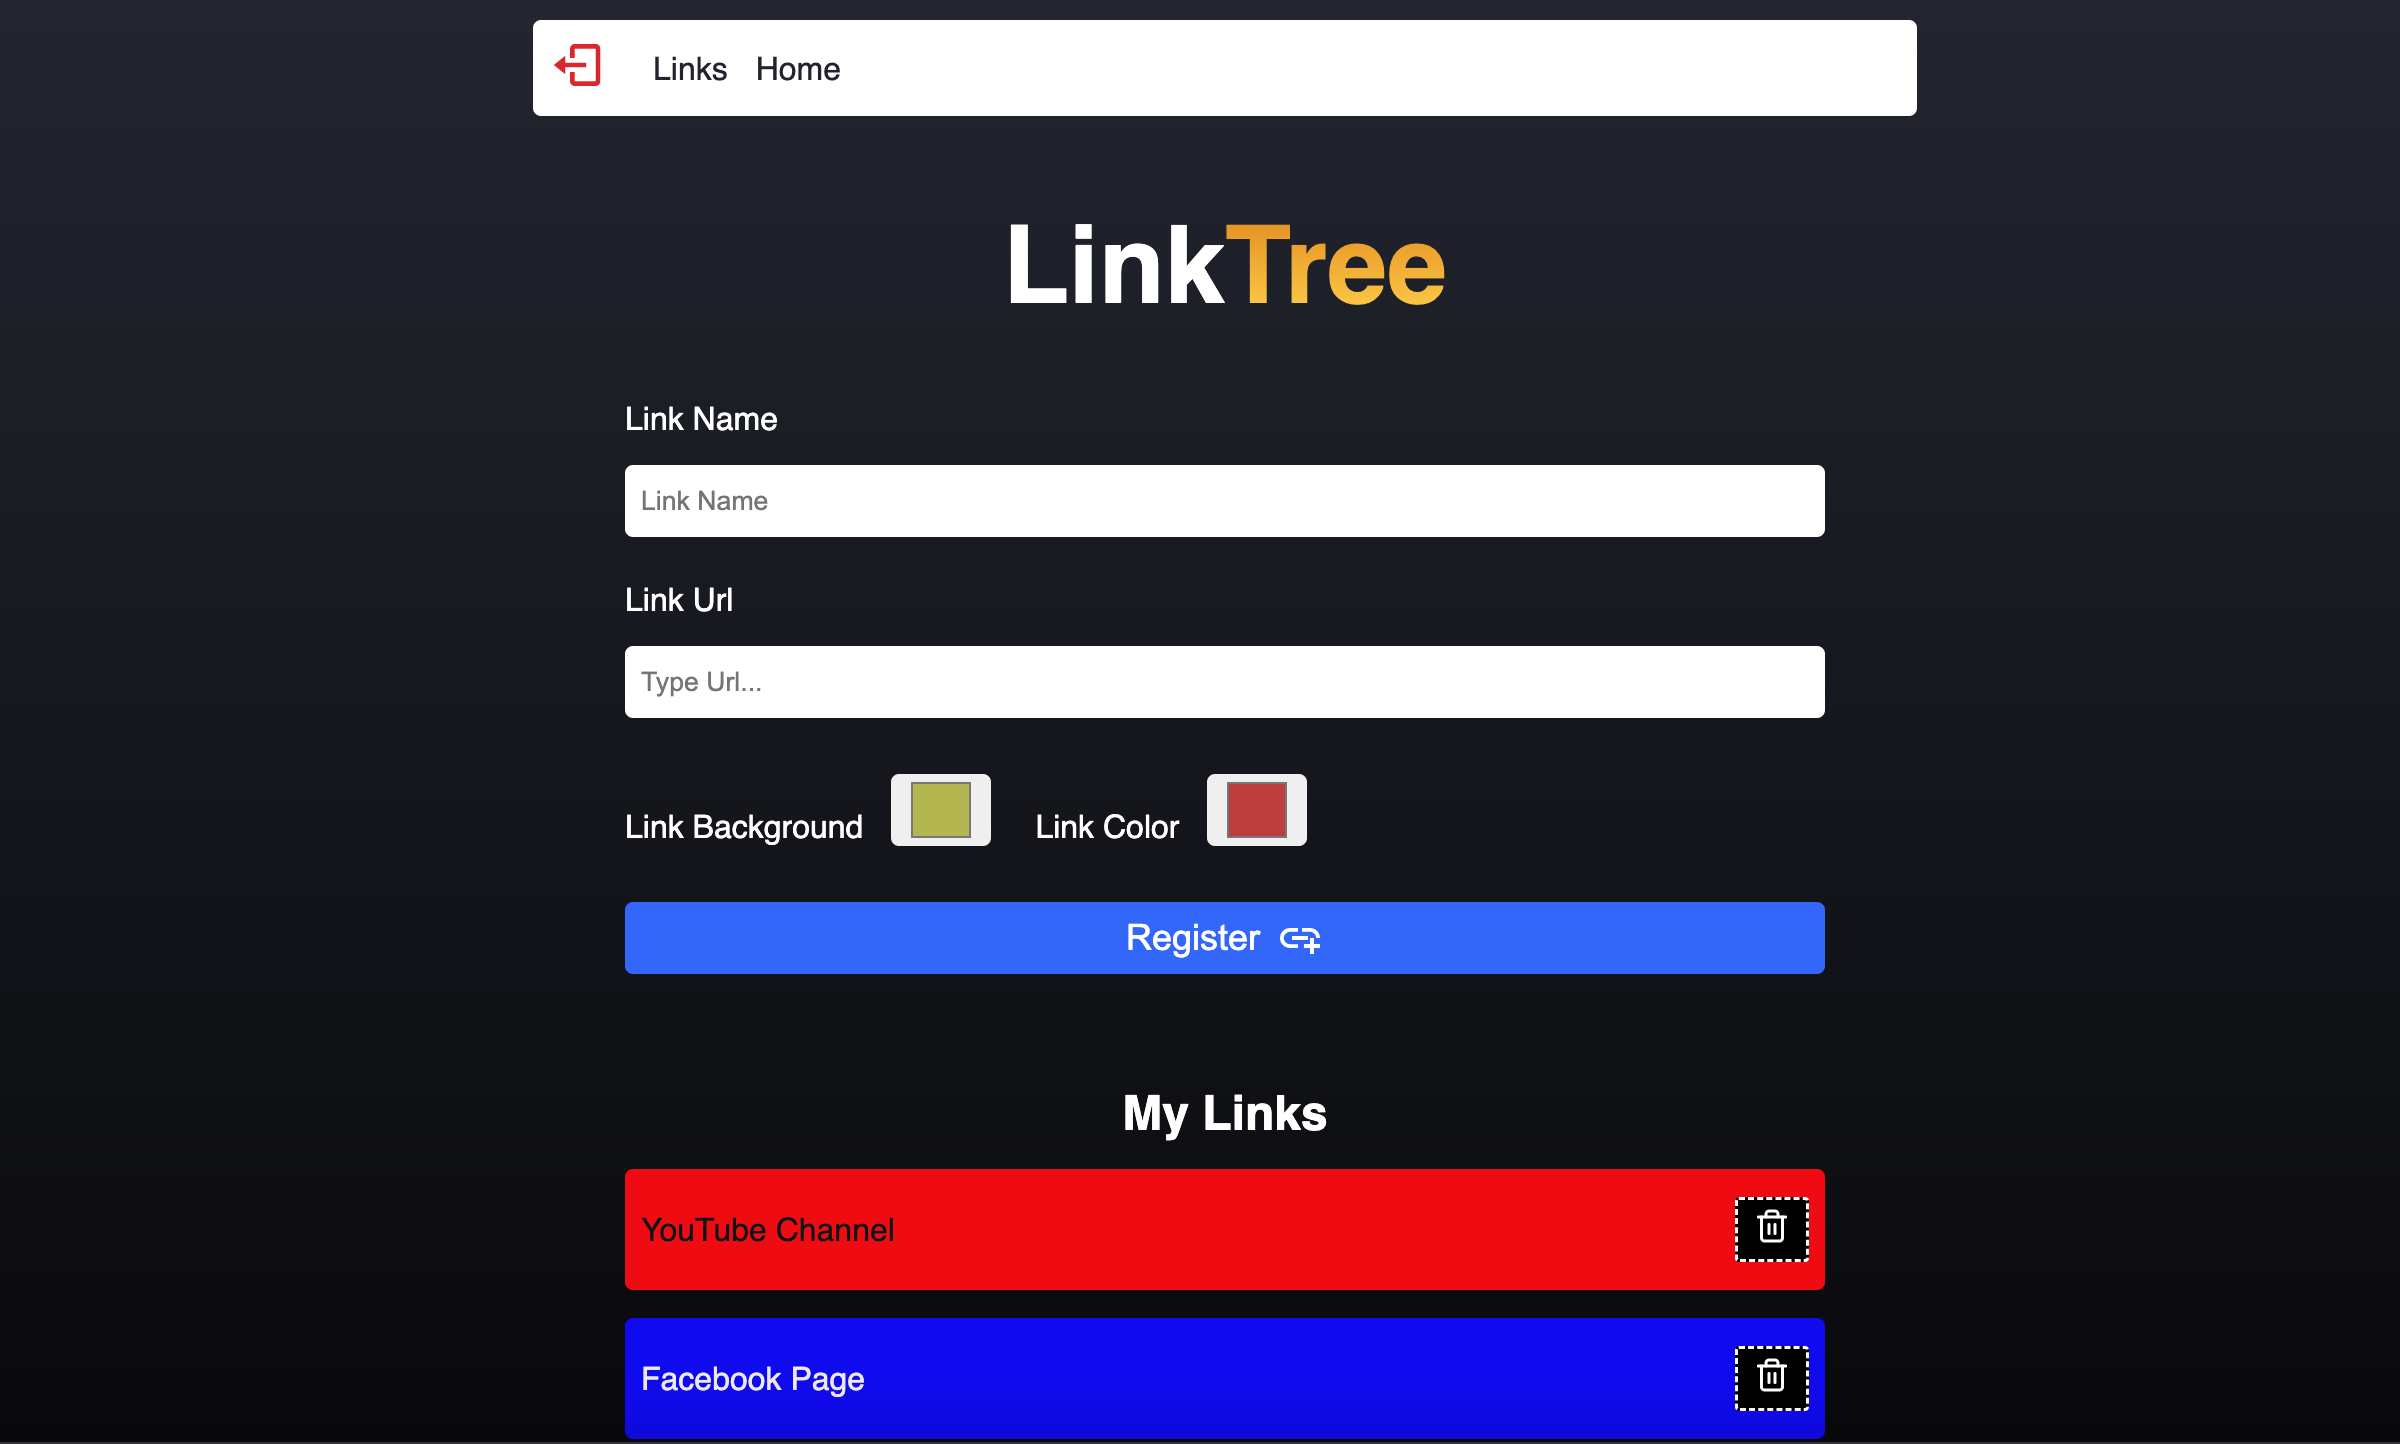 Links Home
LinkTree
Link Name
Link Name
Link Url
Type Url...
Link Background Link Color
Register
My Links
YouTube Channel
Facebook Page